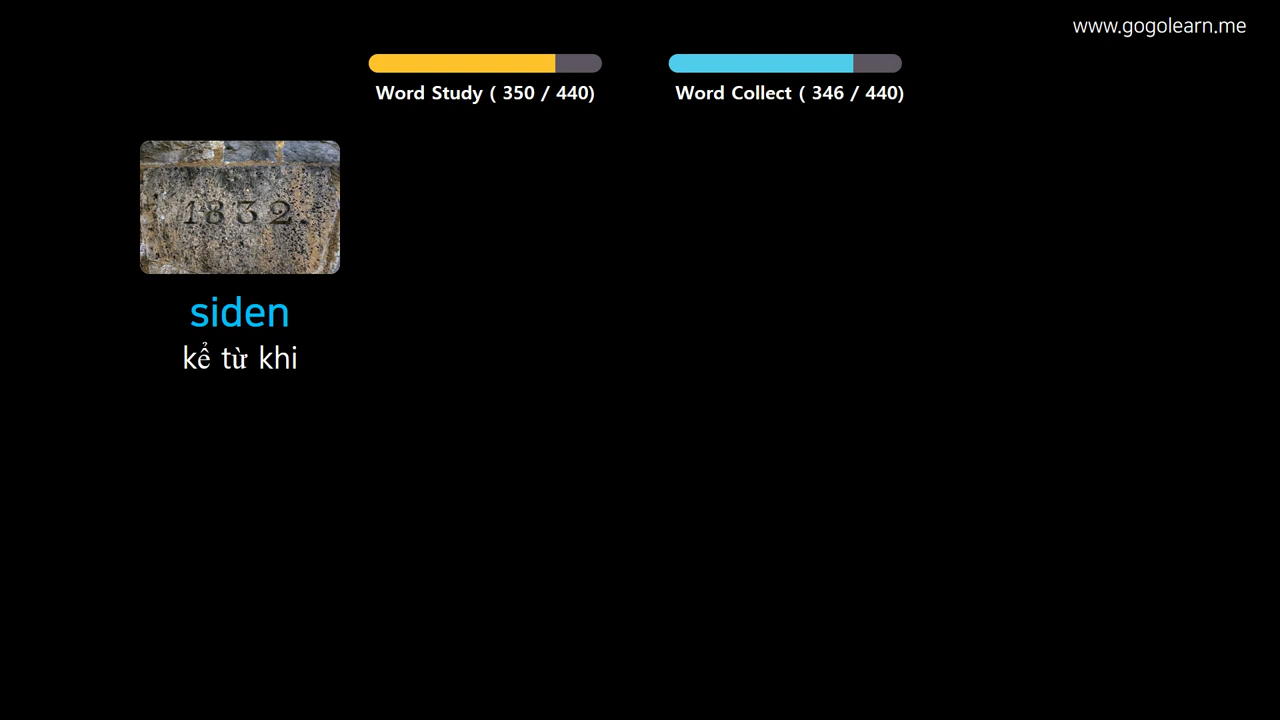 www.gogolearn.me
Word Study ( 350 / 440)
Word Collect ( 346 / 440)
1832.
siden
kể từ khi